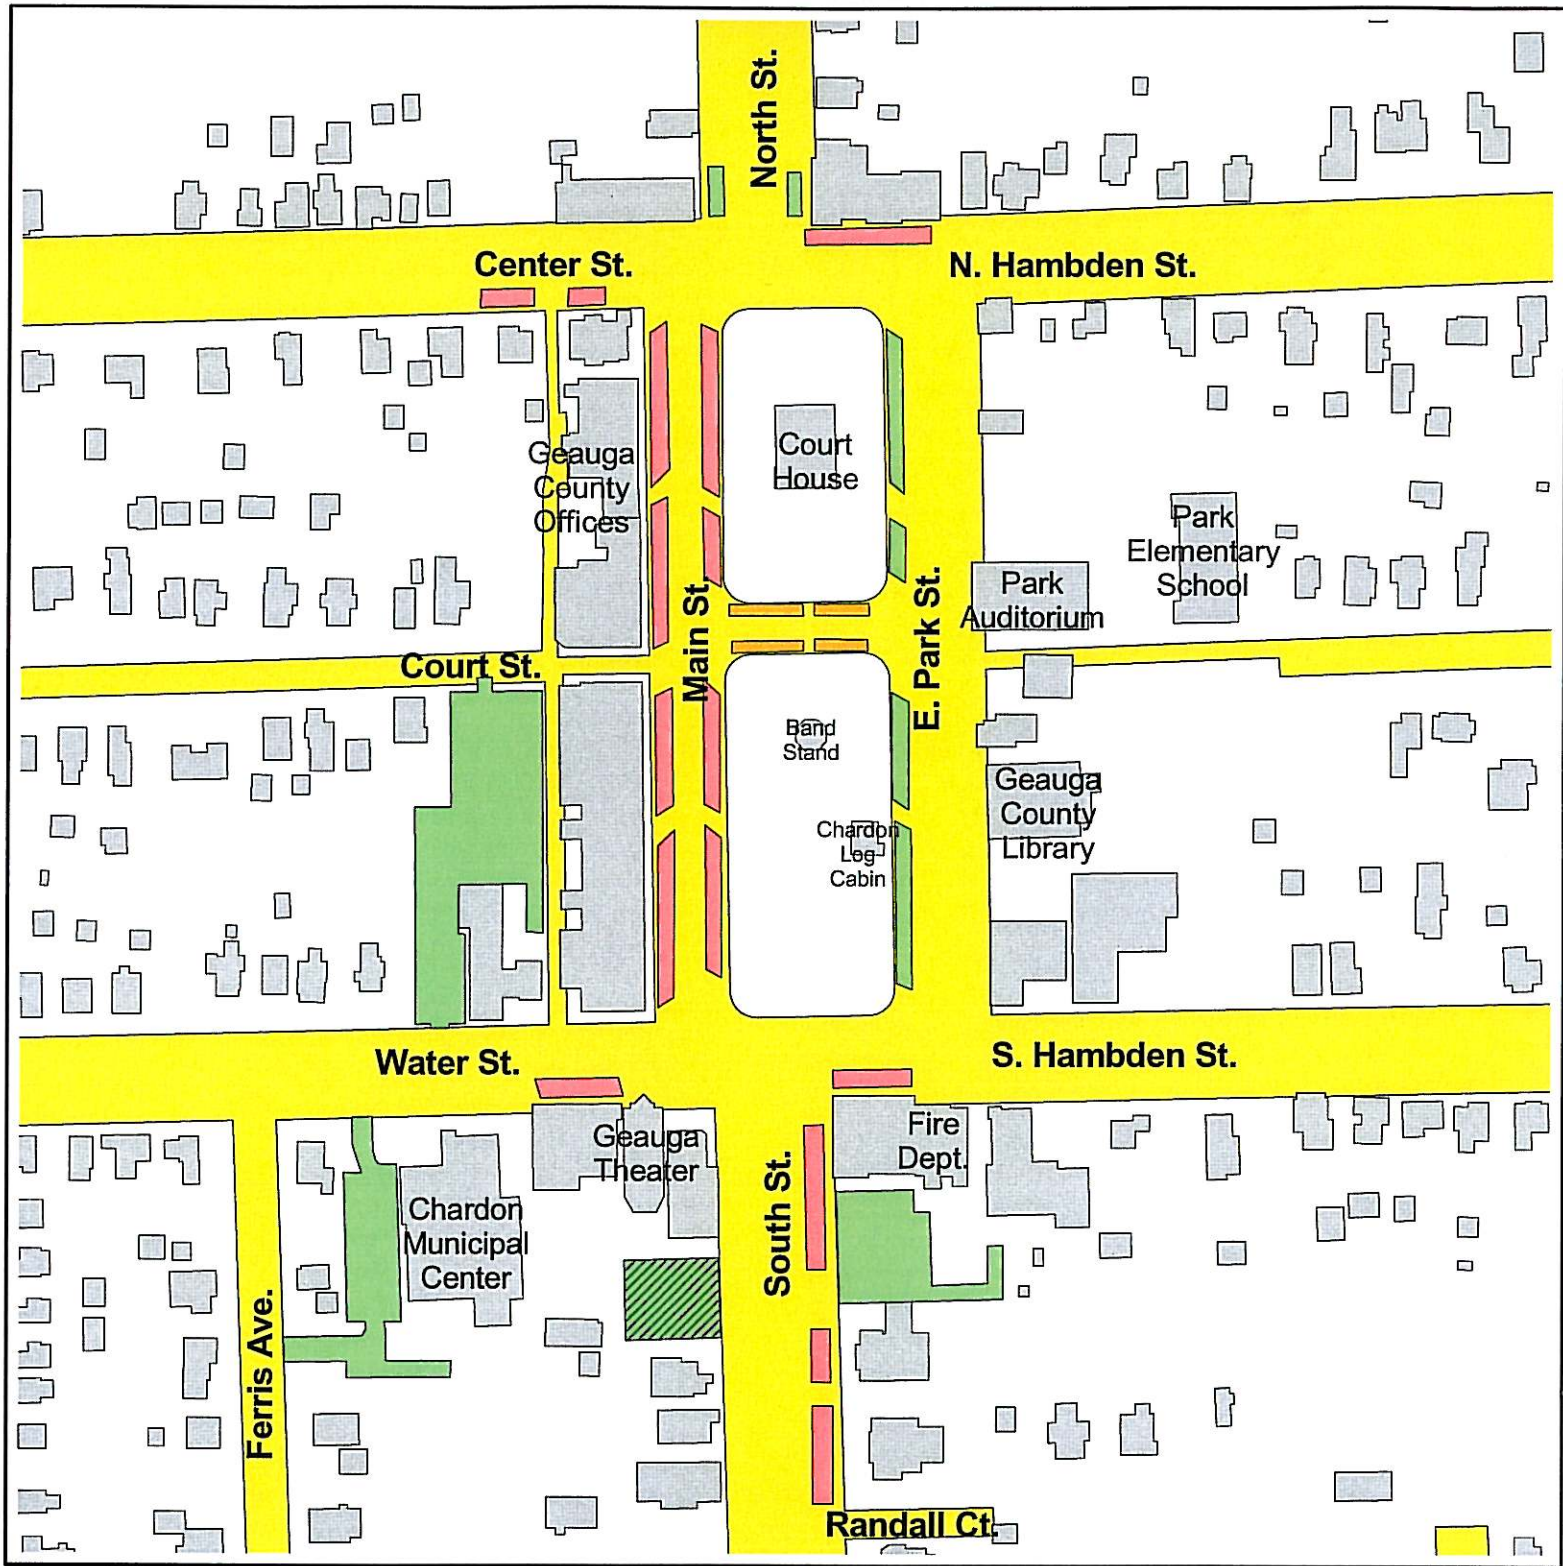 North St.
Center St.
N. Hambden St.
Court
House
Geauga
County
Offices
Park
Elementary
School
Park
Auditorium
Main St.
E. Park St.
Court St.
Band
Stand
Geauga
County
Library
Chardon
Log
Cabin
Water St.
S. Hambden St.
Geauga
Theater
Fire
Dept.
Chardon
Municipal
Center
South St.
Ferris Ave.
Randall Ct.